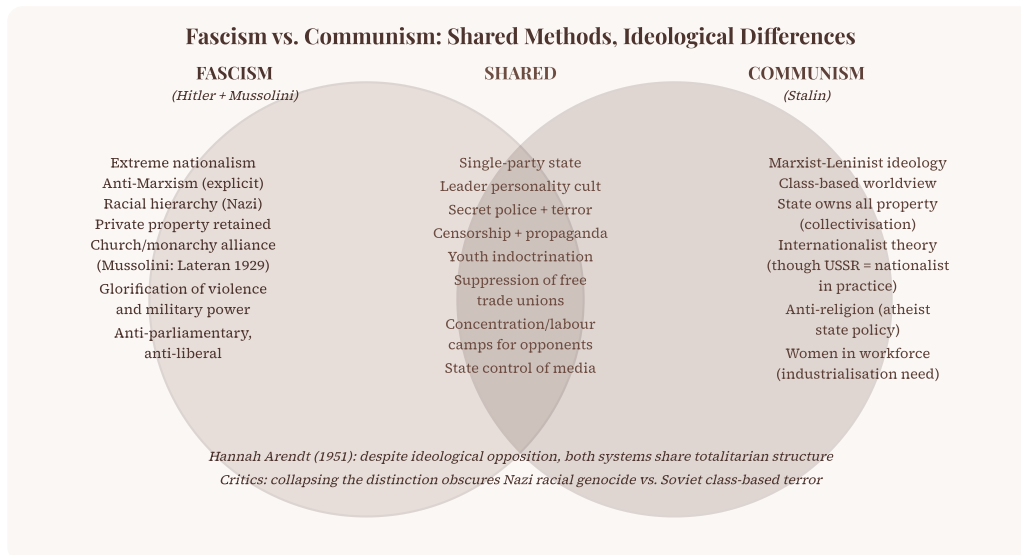 Fascism vs. Communism: Shared Methods, Ideological Differences
FASCISM
(Hitler + Mussolini)
Extreme nationalism
Anti-Marxism (explicit)
Racial hierarchy (Nazi)
Private property retained
Church/monarchy alliance
(Mussolini: Lateran 1929)
Glorification of violence
and military power
Anti-parliamentary,
anti-liberal
SHARED
Single-party state
Leader personality cult
Secret police + terror
Censorship + propaganda
Youth indoctrination
Suppression of free
trade unions
Concentration/labour
camps for opponents
State control of media
COMMUNISM
(Stalin)
Marxist-Leninist ideology
Class-based worldview
State owns all property
(collectivisation)
Internationalist theory
(though USSR = nationalist
in practice)
Anti-religion (atheist
state policy)
Women in workforce
(industrialisation need)
Hannah Arendt (1951): despite ideological opposition, both systems share totalitarian structure
Critics: collapsing the distinction obscures Nazi racial genocide vs. Soviet class-based terror